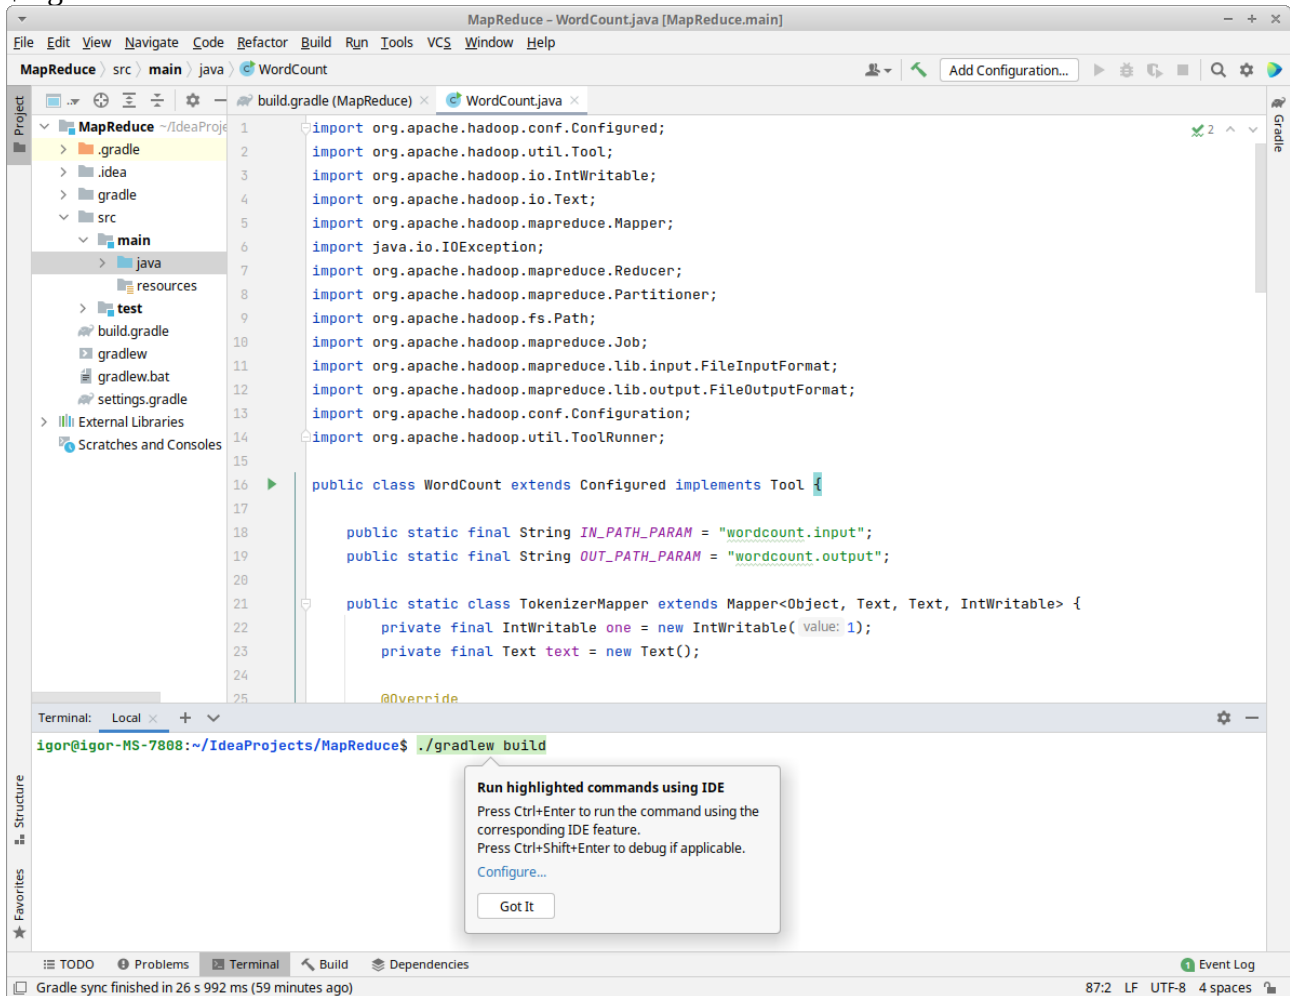 MapReduce – WordCount.java [MapReduce.main]
File Edit View Navigate Code Refactor Build Run Tools VCS Window Help
MapReduce src main java WordCount
Add Configuration...
Project
build.gradle (MapReduce)
WordCount.java
MapReduce ~/IdeaProje
.gradle
.idea
gradle
src
main
java
resources
test
build.gradle
gradlew
gradlew.bat
settings.gradle
External Libraries
Scratches and Consoles
1 import org.apache.hadoop.conf.Configured;
2 import org.apache.hadoop.util.Tool;
3 import org.apache.hadoop.io.IntWritable;
4 import org.apache.hadoop.io.Text;
5 import org.apache.hadoop.mapreduce.Mapper;
6 import java.io.IOException;
7 import org.apache.hadoop.mapreduce.Reducer;
8 import org.apache.hadoop.mapreduce.Partitioner;
9 import org.apache.hadoop.fs.Path;
10 import org.apache.hadoop.mapreduce.Job;
11 import org.apache.hadoop.mapreduce.lib.input.FileInputFormat;
12 import org.apache.hadoop.mapreduce.lib.output.FileOutputFormat;
13 import org.apache.hadoop.conf.Configuration;
14 import org.apache.hadoop.util.ToolRunner;
15
16 public class WordCount extends Configured implements Tool {
17
18 public static final String IN_PATH_PARAM = "wordcount.input";
19 public static final String OUT_PATH_PARAM = "wordcount.output";
20
21 public static class TokenizerMapper extends Mapper<Object, Text, Text, IntWritable> {
22 private final IntWritable one = new IntWritable( value: 1);
23 private final Text text = new Text();
24
25 @Override
2
Gradle
Terminal: Local
igor@igor-MS-7808:~/IdeaProjects/MapReduce$ ./gradlew build
Run highlighted commands using IDE
Press Ctrl+Enter to run the command using the
corresponding IDE feature.
Press Ctrl+Shift+Enter to debug if applicable.
Configure...
Got It
Structure
Favorites
TODO Problems Terminal Build Dependencies
1 Event Log
Gradle sync finished in 26 s 992 ms (59 minutes ago)
87:2 LF UTF-8 4 spaces